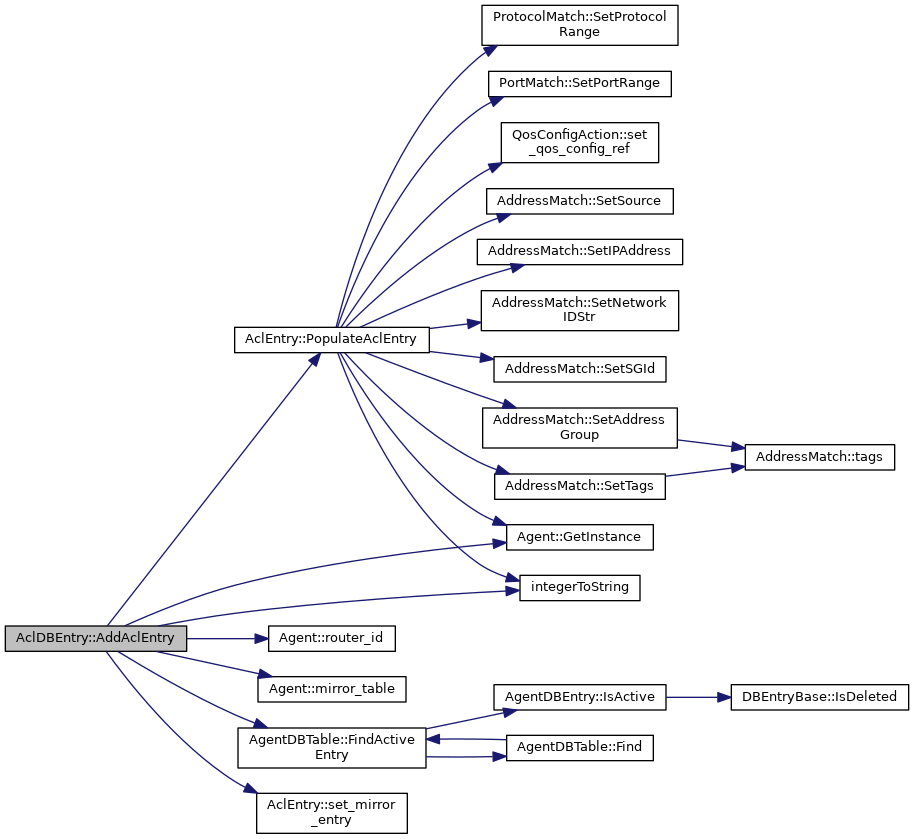 ProtocolMatch::SetProtocol
Range
PortMatch::SetPortRange
QosConfigAction::set
_qos_config_ref
AddressMatch::SetSource
AddressMatch::SetIPAddress
AddressMatch::SetNetwork
IDStr
AclEntry::PopulateAclEntry
AddressMatch::SetSGId
AddressMatch::SetAddress
Group
AddressMatch::tags
AddressMatch::SetTags
Agent::GetInstance
integerToString
AclDBEntry::AddAclEntry
Agent::router_id
Agent::mirror_table
AgentDBEntry::IsActive
DBEntryBase::IsDeleted
AgentDBTable::FindActive
Entry
AgentDBTable::Find
AclEntry::set_mirror
_entry